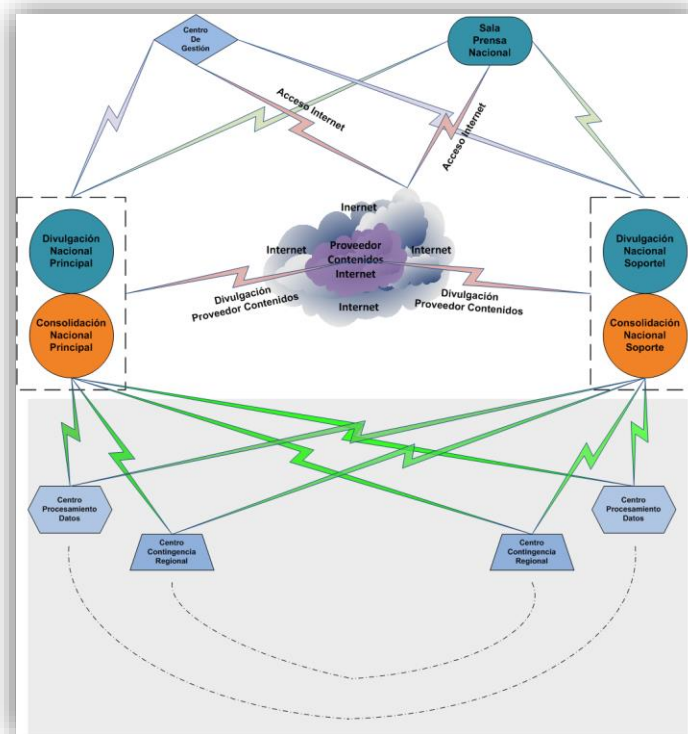 Centro
De
Gestión
Sala
Prensa
Nacional
Acceso Internet
Acceso Internet
Inernet
Internet
Proveedor
Contenidos
Internet
Internet
Internet
Divulgación
Nacional
Principal
Divulgación
Nacional
Soportel
Divulgación
Proveedor Contenidos
Divulgación
Proveedor Contenidos
Consolidación
Nacional
Principal
Consolidación
Nacional
Soporte
Centro
Procesamiento
Datos
Centro
Contingencia
Regional
Centro
Contingencia
Regional
Centro
Procesamiento
Datos